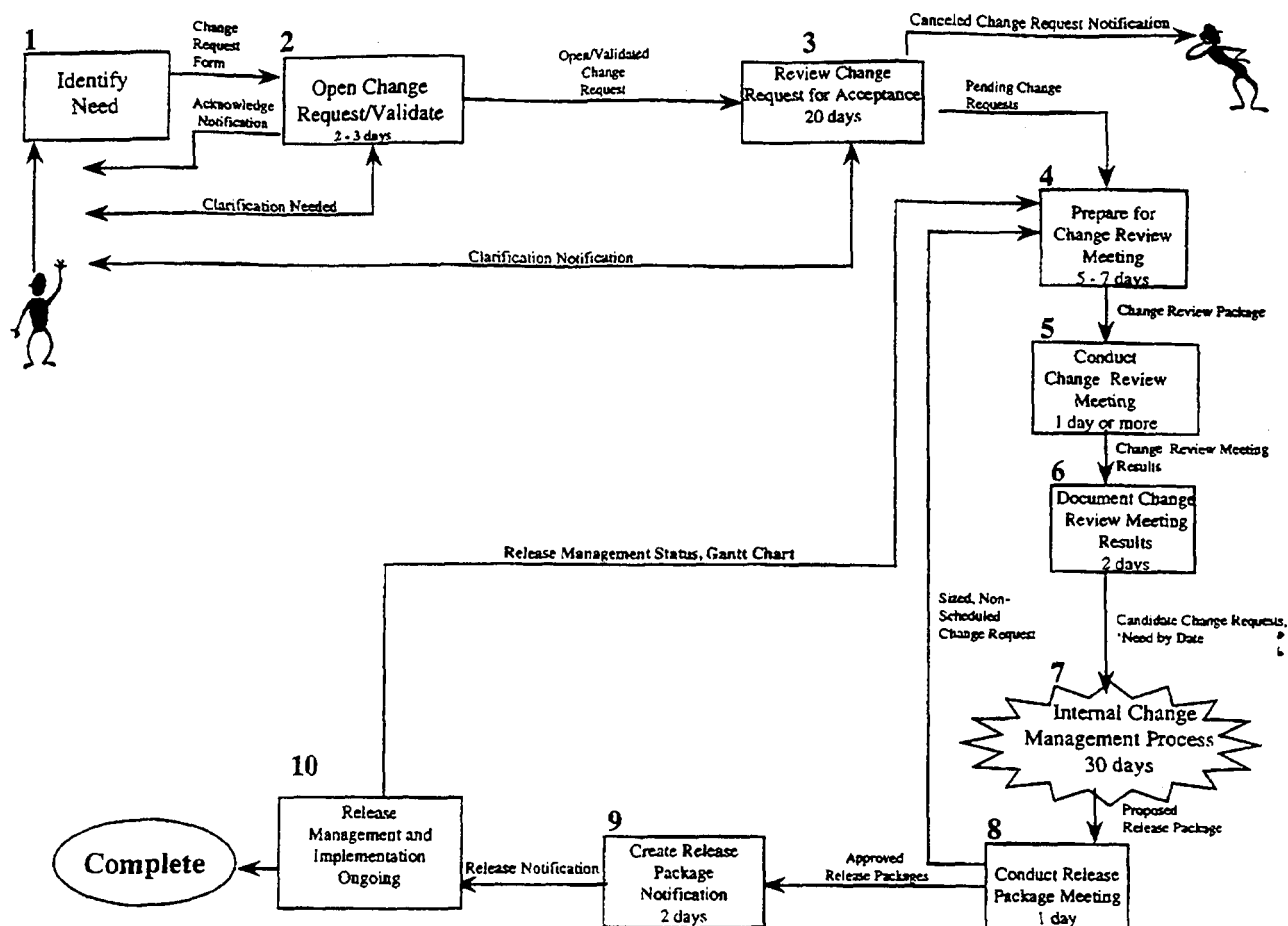 1
Identify
Need
Change
Request
Form
Acknowledge
Notification
2
Open Change
Request/Validate
2 - 3 days
Open/Validated
Change
Request
3
Review Change
Request for Acceptance
20 days
Canceled Change Request Notification
Pending Change
Requests
Clarification Needed
Clarification Notification
4
Prepare for
Change Review
Meeting
5 - 7 days
Change Review Package
5
Conduct
Change Review
Meeting
1 day or more
Change Review Meeting
Results
6
Document Change
Review Meeting
Results
2 days
Release Management Status, Gantt Chart
Sized, Non-
Scheduled
Change Request
Candidate Change Requests,
'Need by Date
7
Internal Change
Management Process
30 days
Proposed
Release Package
8
Conduct Release
Package Meeting
1 day
Approved
Release Packages
9
Create Release
Package
Notification
2 days
Release Notification
10
Release
Management and
Implementation
Ongoing
Complete